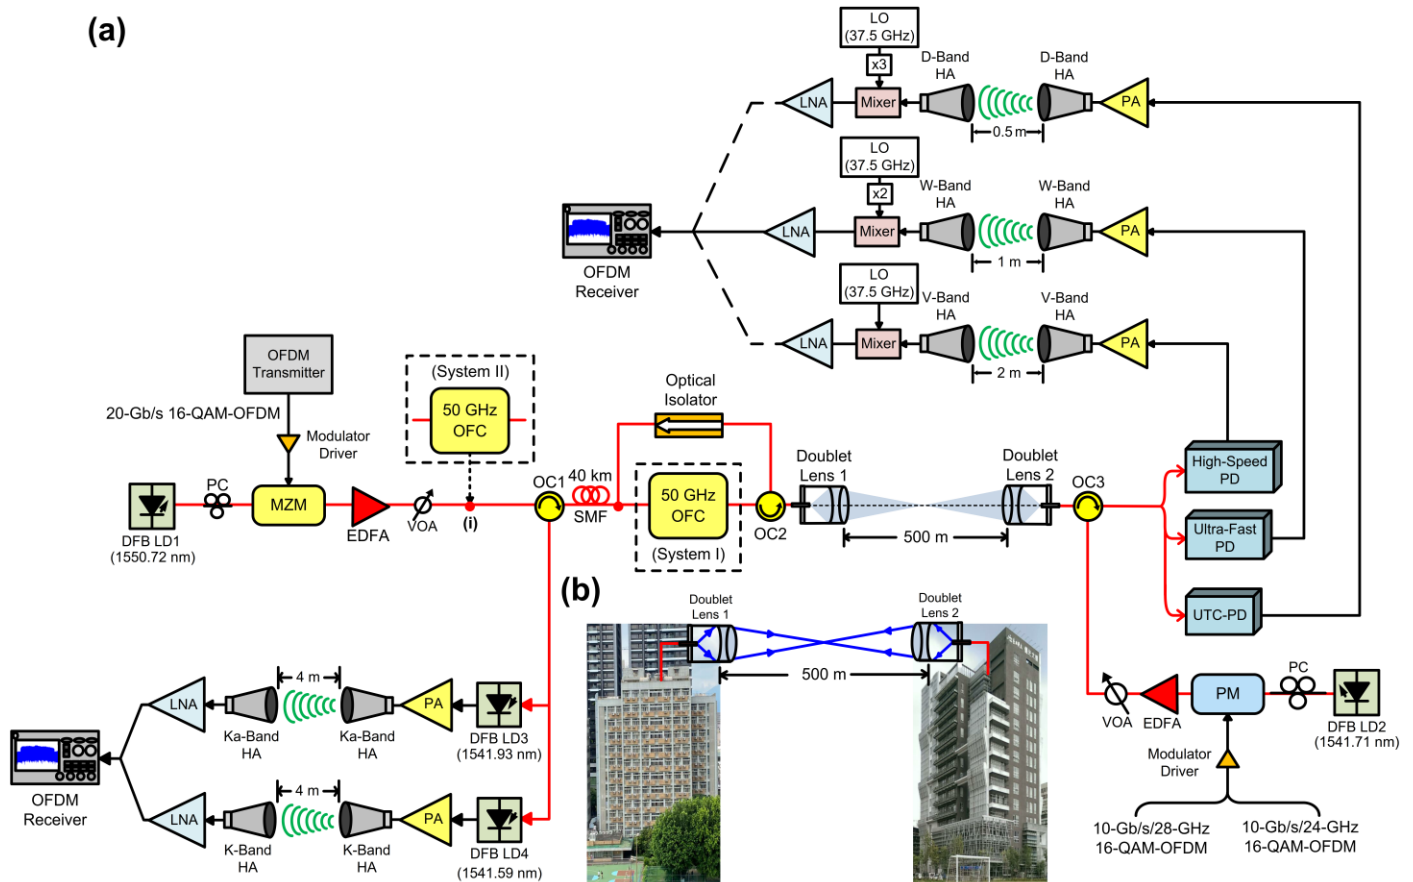 (a)
LO
(37.5 GHz)
x3
D-Band
HA
D-Band
HA
LNA
Mixer
PA
0.5 m
LO
(37.5 GHz)
x2
W-Band
HA
W-Band
HA
LNA
Mixer
PA
1 m
OFDM
Receiver
LO
(37.5 GHz)
V-Band
HA
V-Band
HA
LNA
Mixer
PA
2 m
OFDM
Transmitter
20-Gb/s 16-QAM-OFDM
Modulator
Driver
(System II)
50 GHz
OFC
Optical
Isolator
PC
MZM
DFB LD1
(1550.72 nm)
EDFA
VOA
(i)
OC1
40 km
SMF
50 GHz
OFC
(System I)
OC2
Doublet
Lens 1
Doublet
Lens 2
500 m
OC3
High-Speed
PD
Ultra-Fast
PD
UTC-PD
(b)
Doublet
Lens 1
Doublet
Lens 2
500 m
4 m
LNA
Ka-Band
HA
Ka-Band
HA
PA
DFB LD3
(1541.93 nm)
OFDM
Receiver
4 m
LNA
K-Band
HA
K-Band
HA
PA
DFB LD4
(1541.59 nm)
VOA
EDFA
PM
PC
DFB LD2
(1541.71 nm)
Modulator
Driver
10-Gb/s/28-GHz
16-QAM-OFDM
10-Gb/s/24-GHz
16-QAM-OFDM